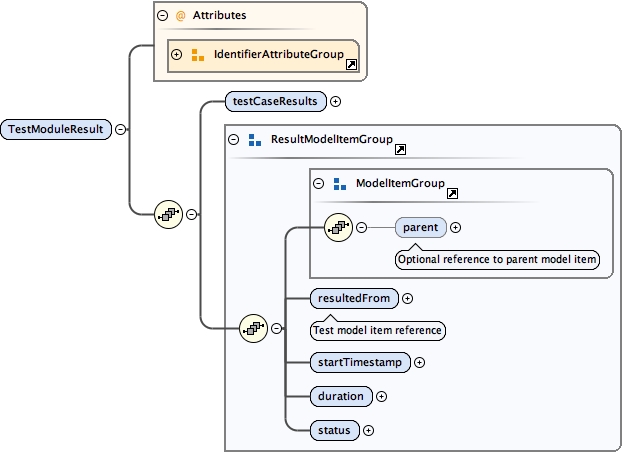 @ Attributes
IdentifierAttributeGroup
TestModuleResult
testCaseResults
ResultModelItemGroup
ModelItemGroup
parent
Optional reference to parent model item
resultedFrom
Test model item reference
startTimestamp
duration
status